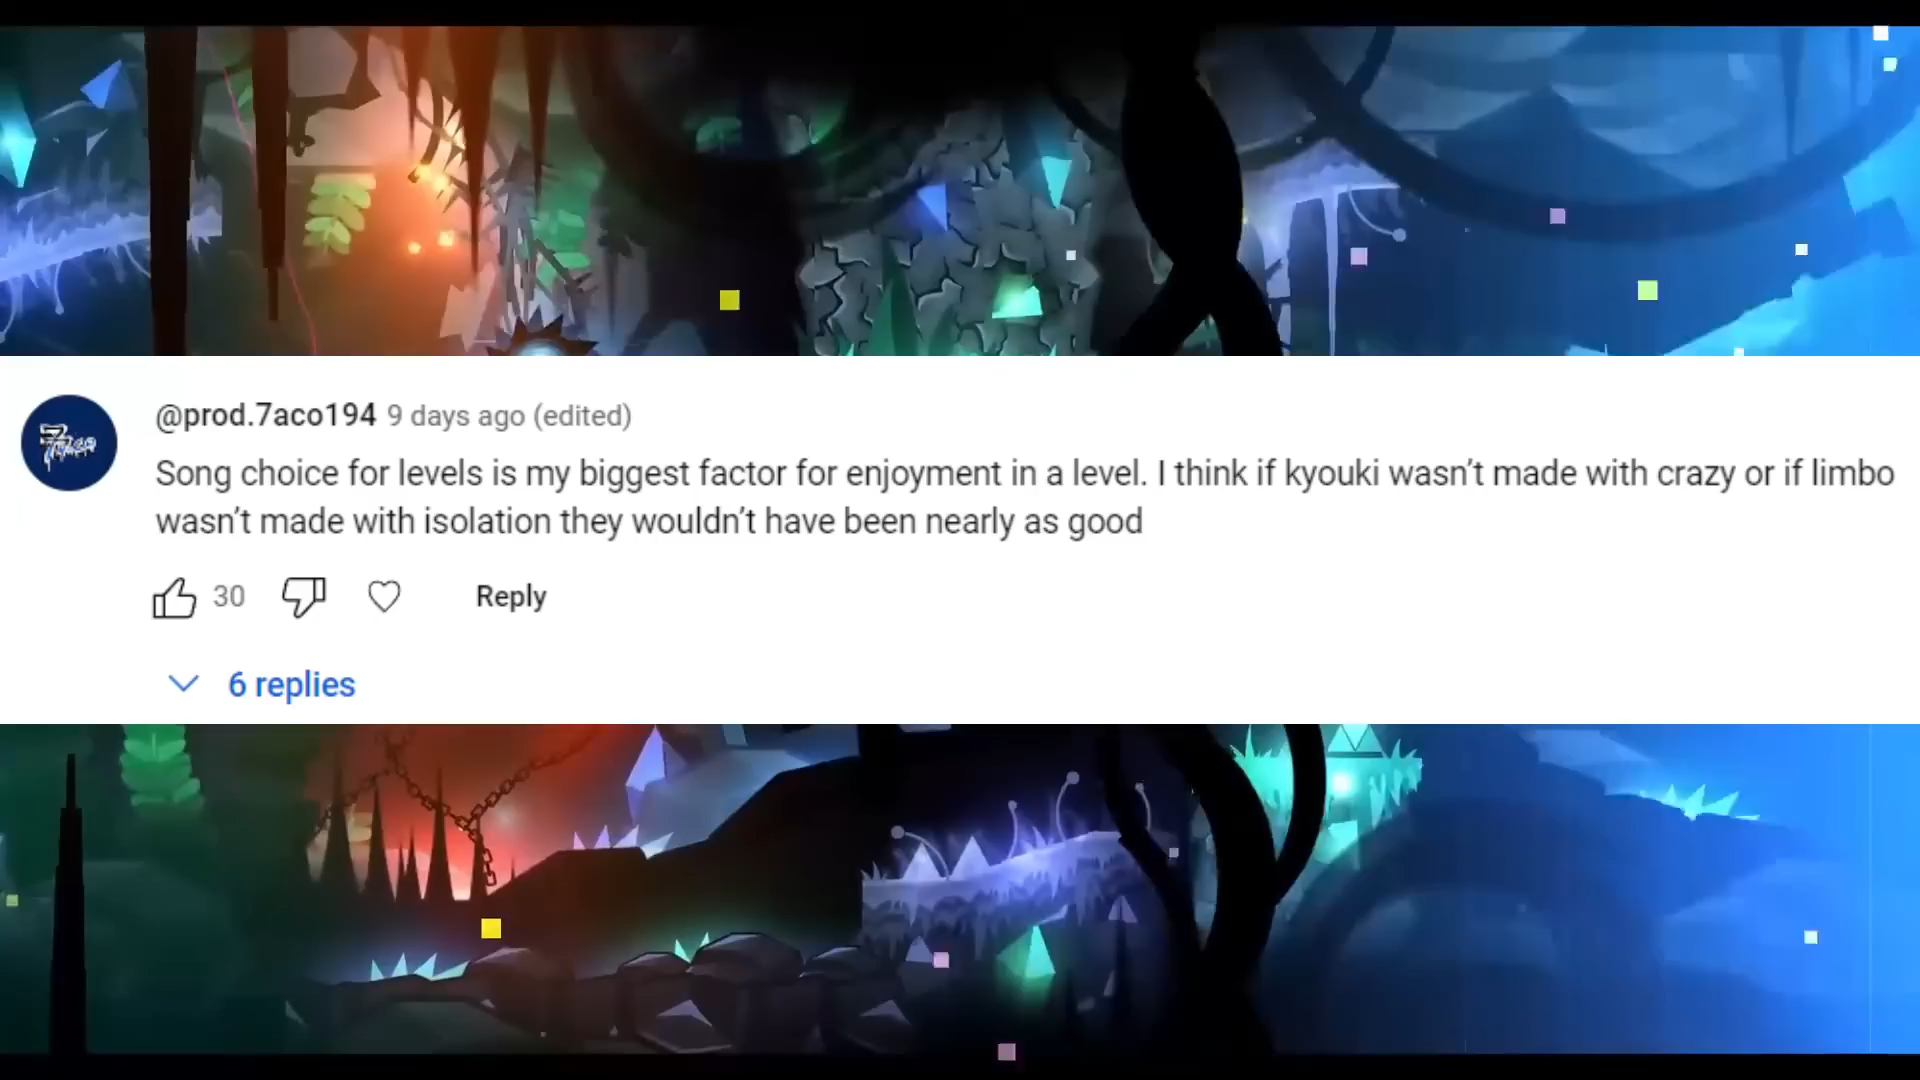 @prod.7aco194 9 days ago (edited)
Song choice for levels is my biggest factor for enjoyment in a level. I think if kyouki wasn’t made with crazy or if limbo
wasn’t made with isolation they wouldn’t have been nearly as good
30 Reply
6 replies